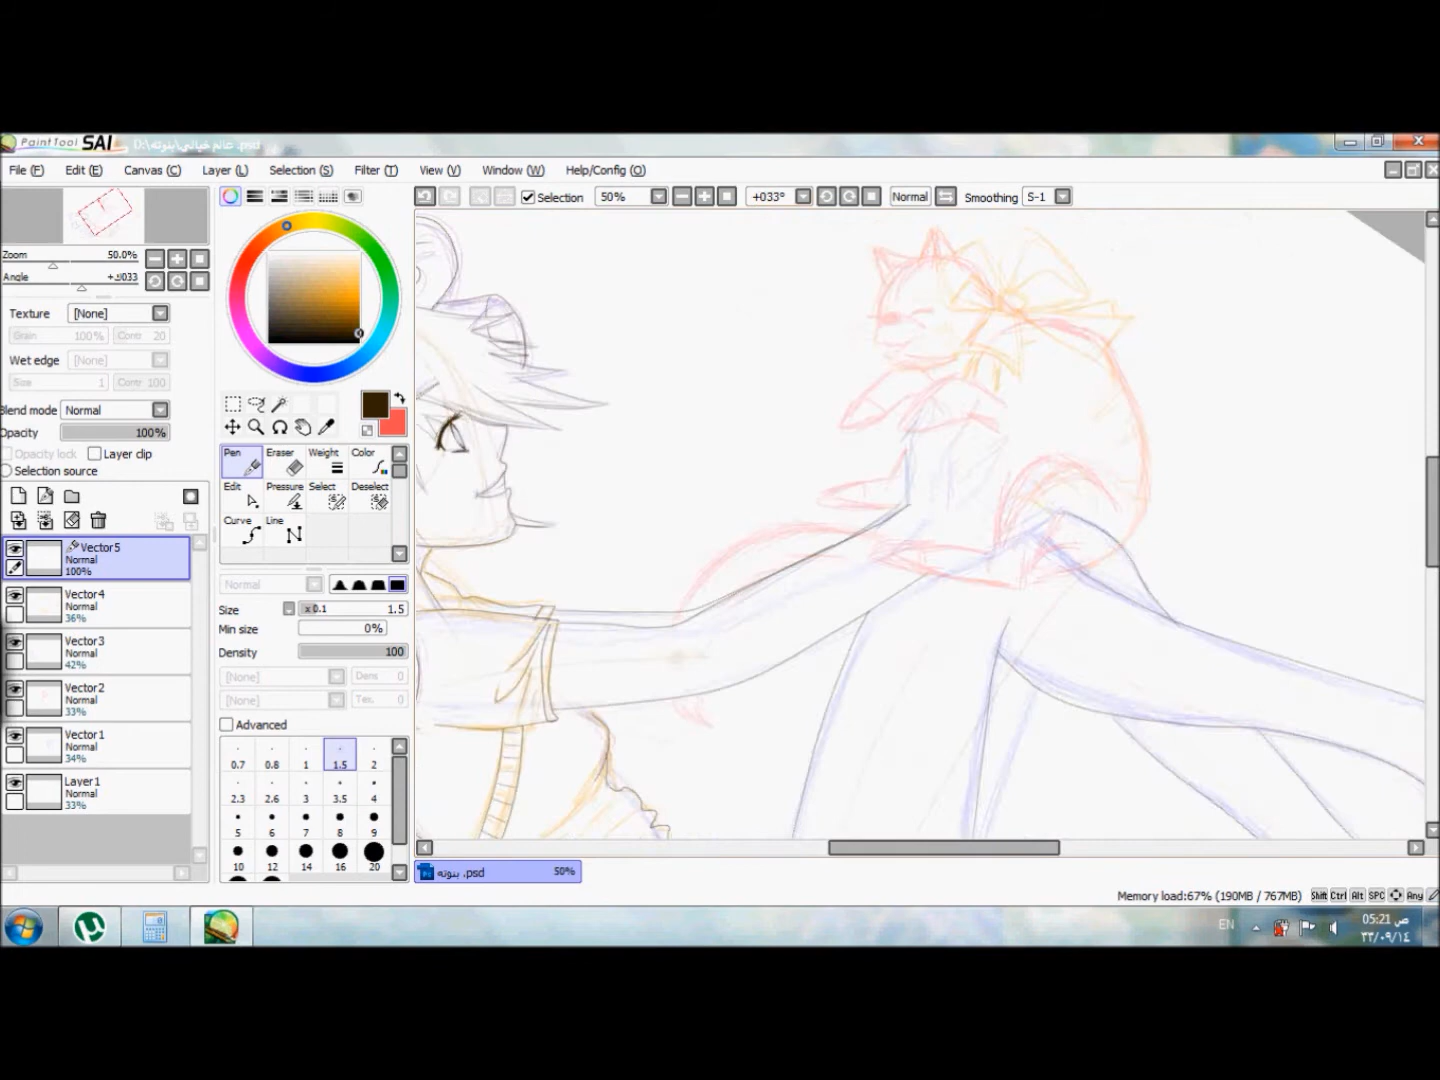 PaintTool SAI D:\عالم خيالي\بنوته .psd
File (F) Edit (E) Canvas (C) Layer (L) Selection (S) Filter (T) View (V) Window (W) Help/Config (O)
Selection 50% +033° Normal Smoothing S-1
Zoom 50.0%
Angle +033
Texture [None]
Grain 100% Contr 20
Wet edge [None]
Size 1 Contr 100
Blend mode Normal
Opacity 100%
Opacity lock Layer clip
Selection source
Vector5
Normal
100%
Vector4
Normal
36%
Vector3
Normal
42%
Vector2
Normal
33%
Vector1
Normal
34%
Layer1
Normal
33%
Pen Eraser Weight Color
Edit Pressure Select Deselect
Curve Line
Normal
Size x 0.1 1.5
Min size 0%
Density 100
[None] Dens 0
[None] Tex. 0
Advanced
0.7 0.8 1 1.5 2
2.3 2.6 3 3.5 4
5 6 7 8 9
10 12 14 16 20
بنوته .psd 50%
Memory load:67% (190MB / 767MB) Shift Ctrl Alt SPC Any
EN
05:21 ص
٣٣/٠٩/١٤